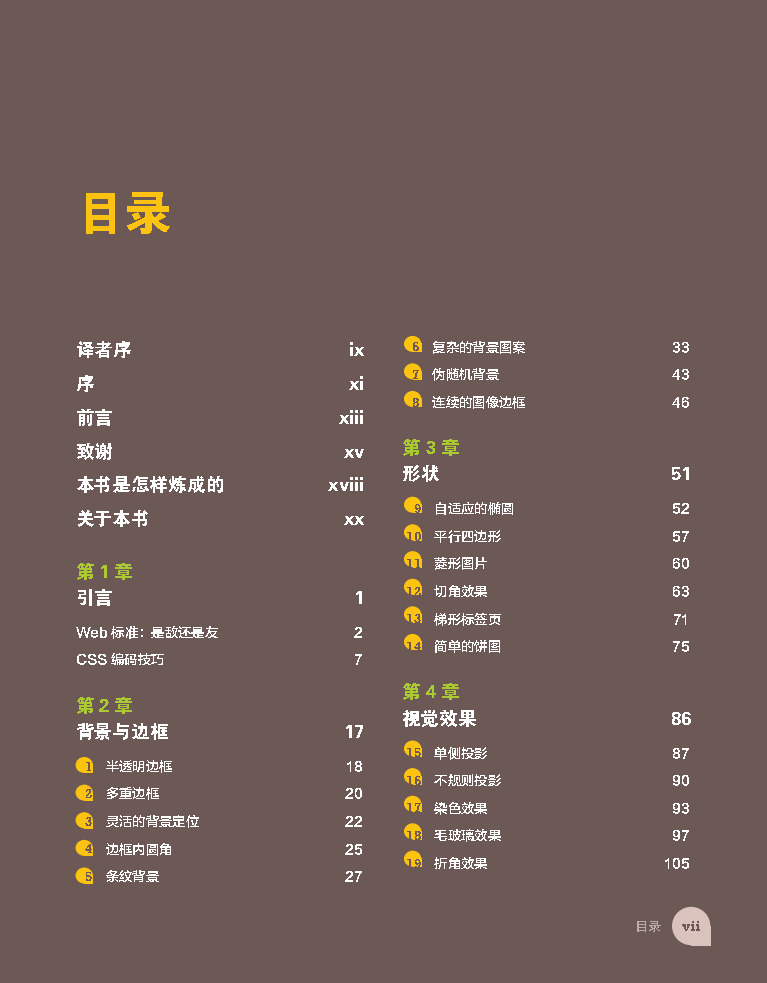 目录
译者序 ix
序 xi
前言 xiii
致谢 xv
本书是怎样炼成的 xviii
关于本书 xx
第 1 章
引言 1
Web 标准：是敌还是友 2
CSS 编码技巧 7
第 2 章
背景与边框 17
1 半透明边框 18
2 多重边框 20
3 灵活的背景定位 22
4 边框内圆角 25
5 条纹背景 27
6 复杂的背景图案 33
7 伪随机背景 43
8 连续的图像边框 46
第 3 章
形状 51
9 自适应的椭圆 52
10 平行四边形 57
11 菱形图片 60
12 切角效果 63
13 梯形标签页 71
14 简单的饼图 75
第 4 章
视觉效果 86
15 单侧投影 87
16 不规则投影 90
17 染色效果 93
18 毛玻璃效果 97
19 折角效果 105
目录 vii